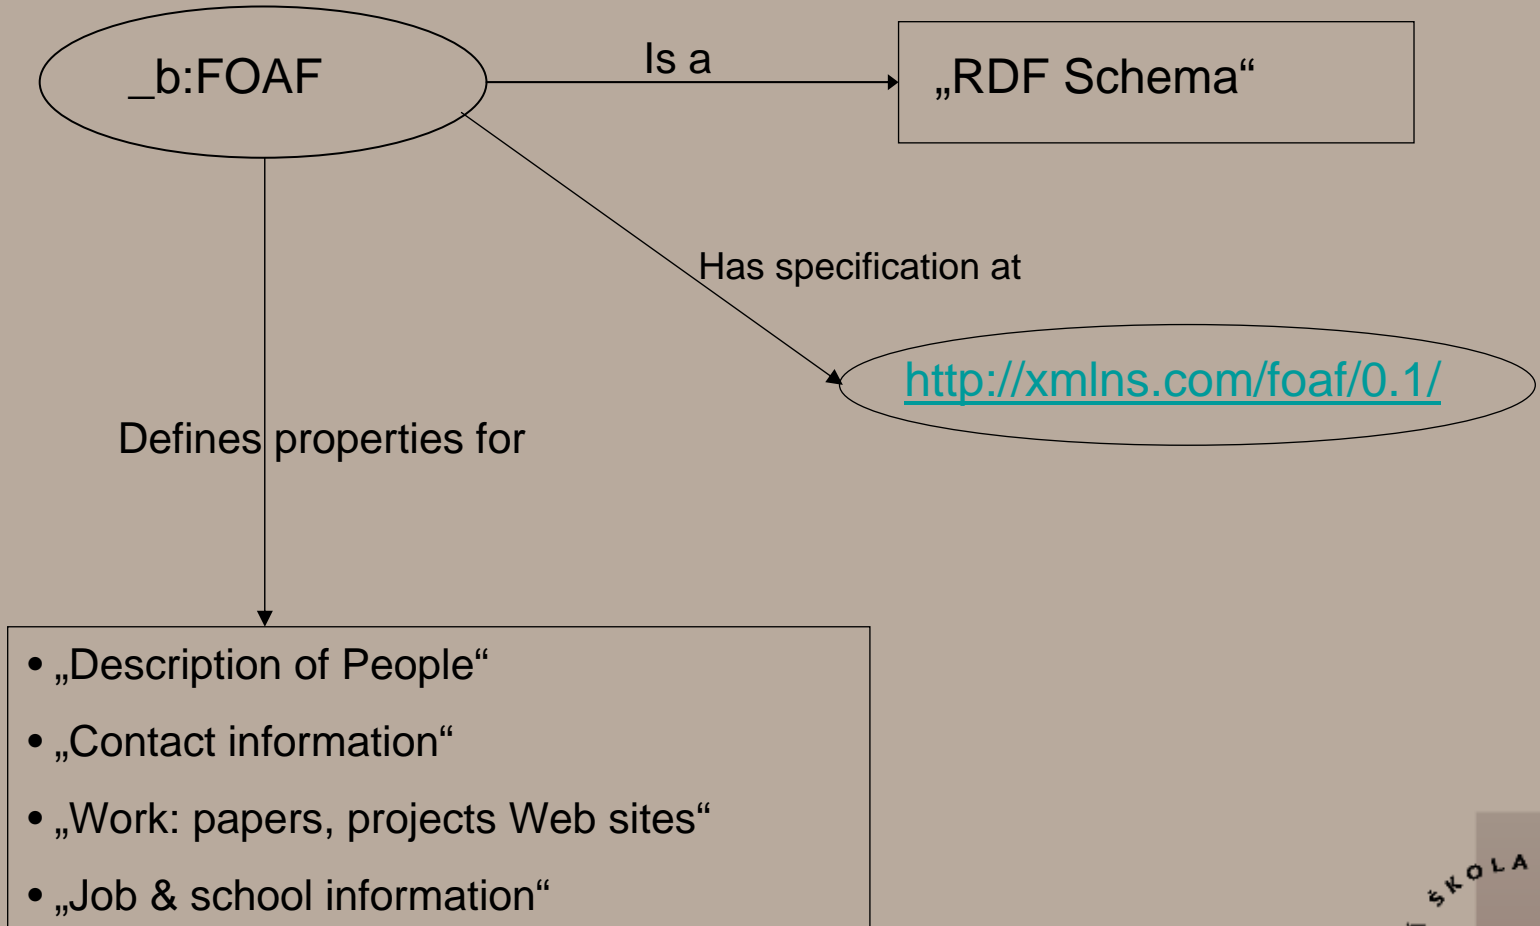 _b:FOAF
Is a
„RDF Schema“
Has specification at
http://xmlns.com/foaf/0.1/
Defines properties for
• „Description of People“
• „Contact information“
• „Work: papers, projects Web sites“
• „Job & school information“
ŠKOLA